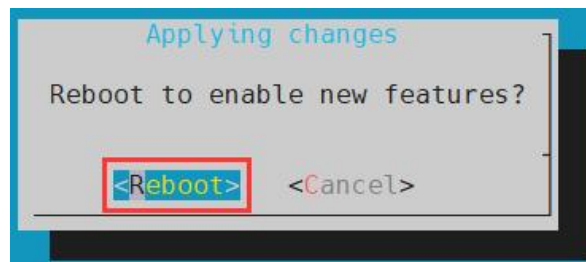 Applying changes
Reboot to enable new features?
<Reboot> <Cancel>